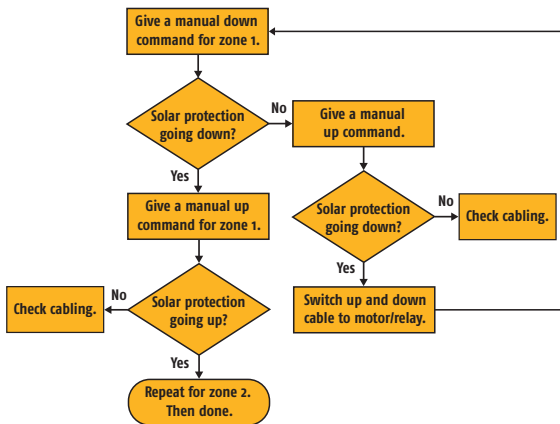 Give a manual down
command for zone 1.
Solar protection
going down?
No
Give a manual
up command.
Yes
Give a manual up
command for zone 1.
Solar protection
going down?
No
Check cabling.
Yes
Switch up and down
cable to motor/relay.
Solar protection
going up?
No
Check cabling.
Yes
Repeat for zone 2.
Then done.